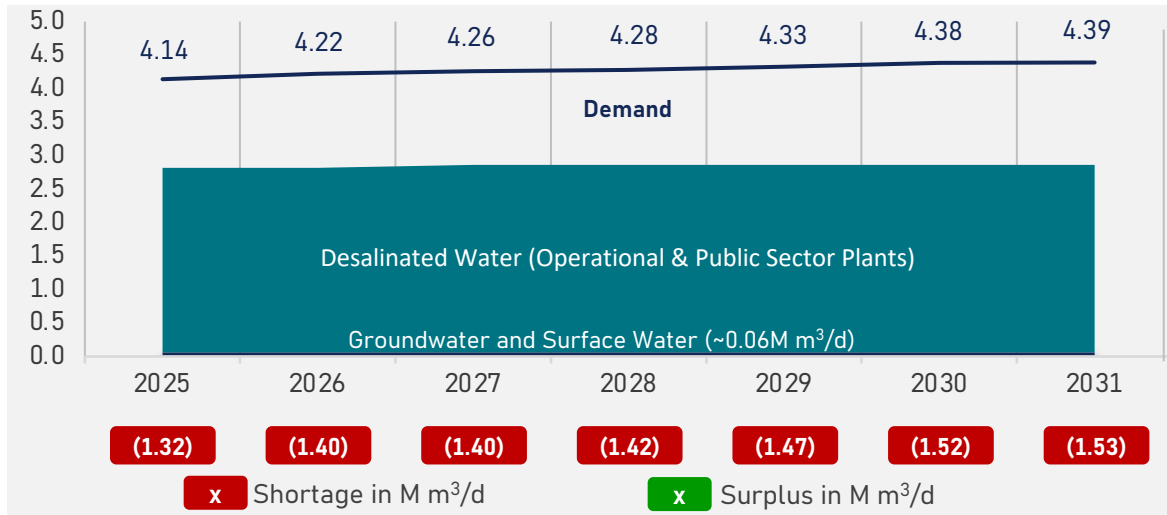 5.0
4.5
4.0
3.5
3.0
2.5
2.0
1.5
1.0
0.5
0.0
4.14 4.22 4.26 4.28 4.33 4.38 4.39
Demand
Desalinated Water (Operational & Public Sector Plants)
Groundwater and Surface Water (~0.06M m³/d)
2025 2026 2027 2028 2029 2030 2031
(1.32) (1.40) (1.40) (1.42) (1.47) (1.52) (1.53)
x Shortage in M m³/d x Surplus in M m³/d